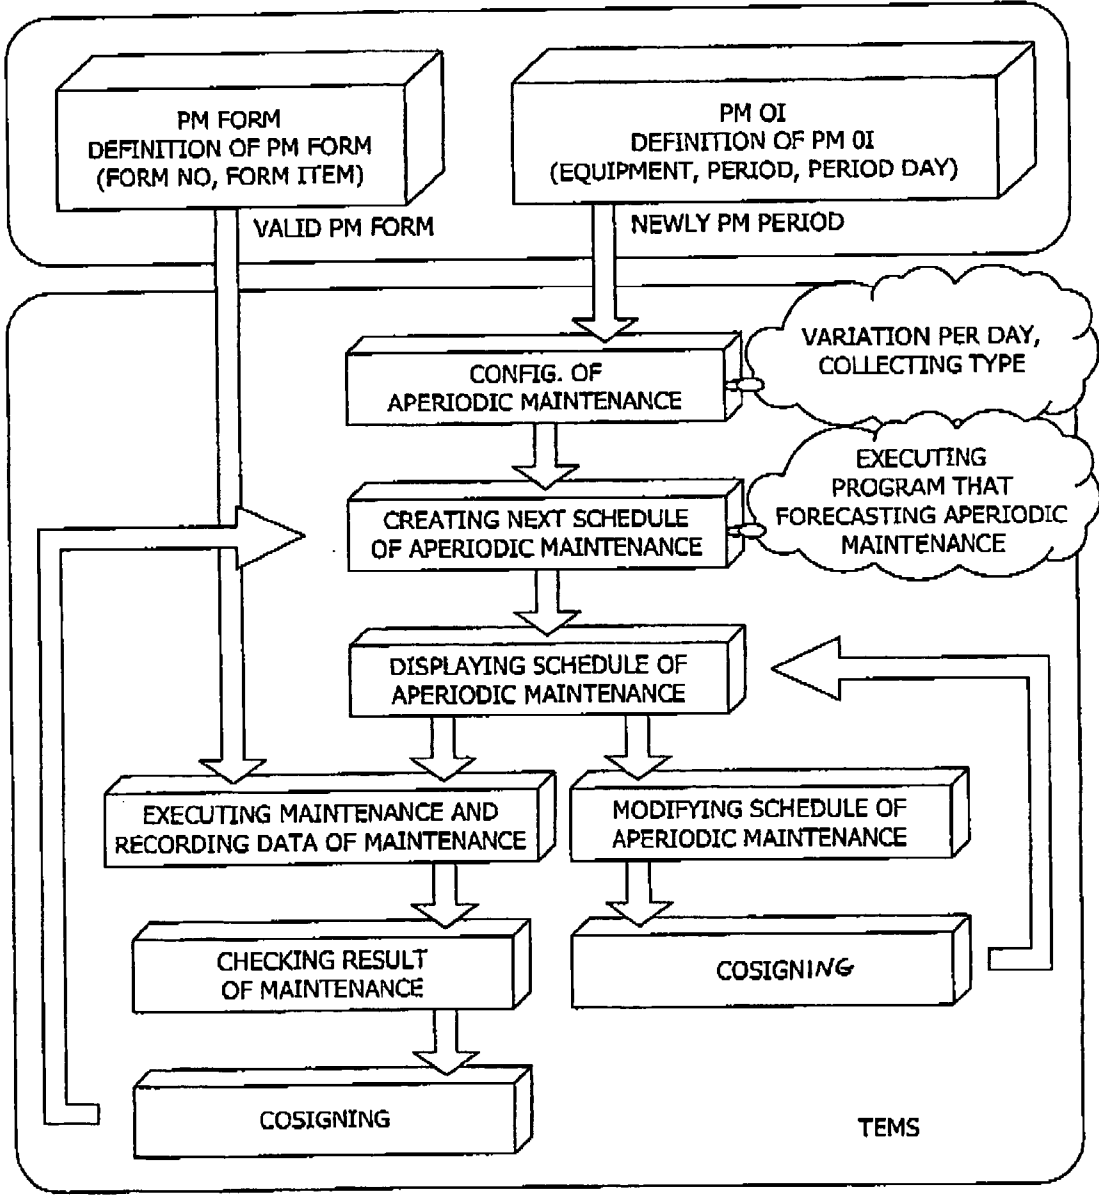 PM FORM
DEFINITION OF PM FORM
(FORM NO, FORM ITEM)
PM OI
DEFINITION OF PM 0I
(EQUIPMENT, PERIOD, PERIOD DAY)
VALID PM FORM
NEWLY PM PERIOD
CONFIG. OF
APERIODIC MAINTENANCE
VARIATION PER DAY,
COLLECTING TYPE
CREATING NEXT SCHEDULE
OF APERIODIC MAINTENANCE
EXECUTING
PROGRAM THAT
FORECASTING APERIODIC
MAINTENANCE
DISPLAYING SCHEDULE OF
APERIODIC MAINTENANCE
EXECUTING MAINTENANCE AND
RECORDING DATA OF MAINTENANCE
MODIFYING SCHEDULE OF
APERIODIC MAINTENANCE
CHECKING RESULT
OF MAINTENANCE
COSIGNING
COSIGNING
TEMS